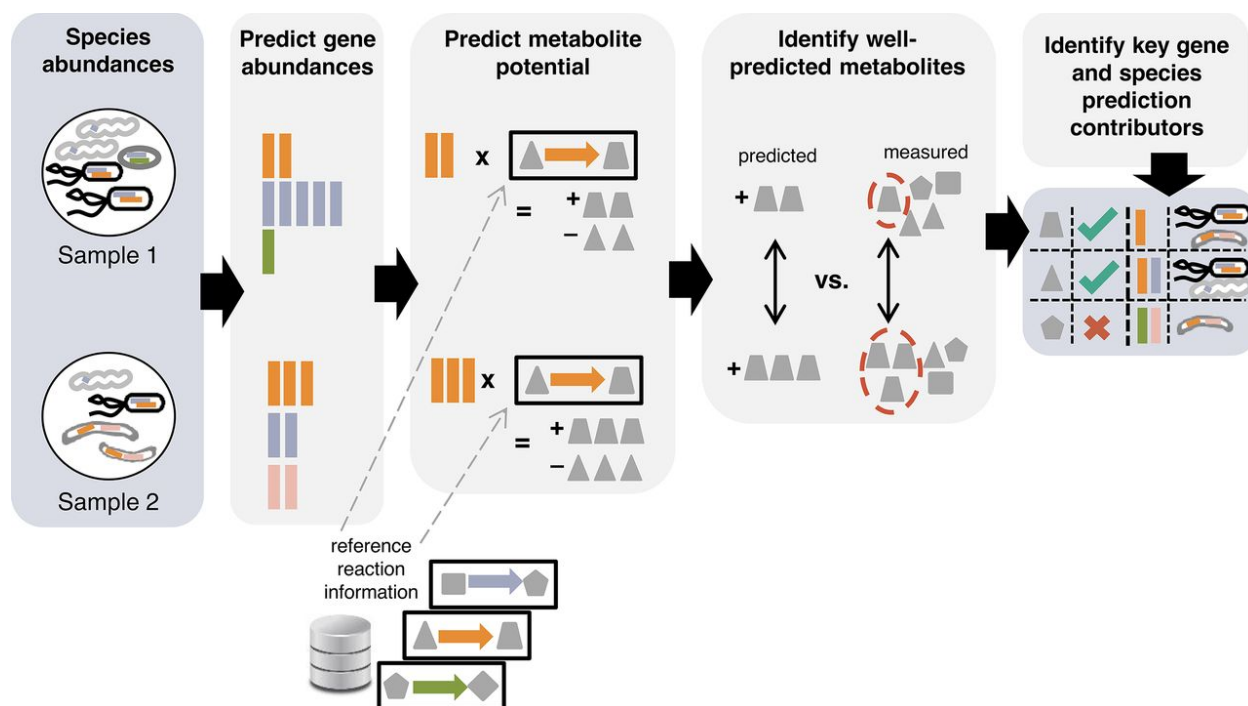 Species
abundances
Sample 1
Sample 2
Predict gene
abundances
Predict metabolite
potential
x
=
+
–
x
=
+
–
reference
reaction
information
Identify well-
predicted metabolites
predicted
measured
+
vs.
+
Identify key gene
and species
prediction
contributors